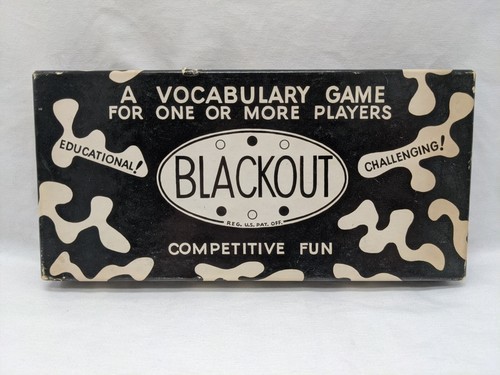 A VOCABULARY GAME
FOR ONE OR MORE PLAYERS
EDUCATIONAL!
CHALLENGING!
BLACKOUT
REG. U.S. PAT. OFF.
COMPETITIVE FUN